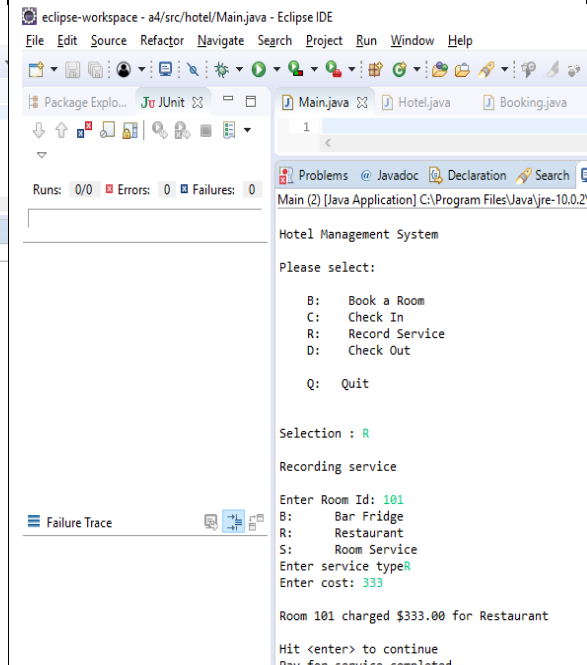 eclipse-workspace - a4/src/hotel/Main.java - Eclipse IDE
File Edit Source Refactor Navigate Search Project Run Window Help
Package Explo... JUnit
Main.java Hotel.java Booking.java
1
Problems Javadoc Declaration Search
Runs: 0/0 Errors: 0 Failures: 0
Main (2) [Java Application] C:\Program Files\Java\jre-10.0.2\
Hotel Management System
Please select:
B: Book a Room
C: Check In
R: Record Service
D: Check Out
Q: Quit
Selection : R
Recording service
Enter Room Id: 101
B: Bar Fridge
R: Restaurant
S: Room Service
Enter service typeR
Enter cost: 333
Failure Trace
Room 101 charged $333.00 for Restaurant
Hit <enter> to continue
Pay for service completed